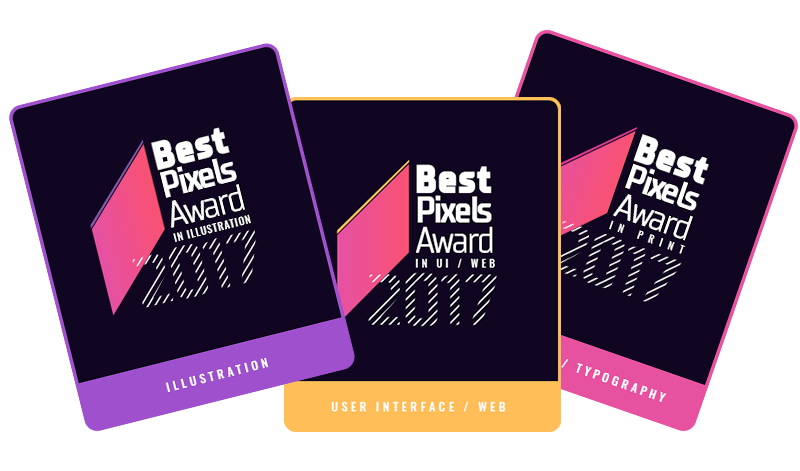 Best
Pixels
Award
IN ILLUSTRATION
2017
ILLUSTRATION
Best
Pixels
Award
IN UI / WEB
2017
USER INTERFACE / WEB
Best
Pixels
Award
IN PRINT
2017
/ TYPOGRAPHY